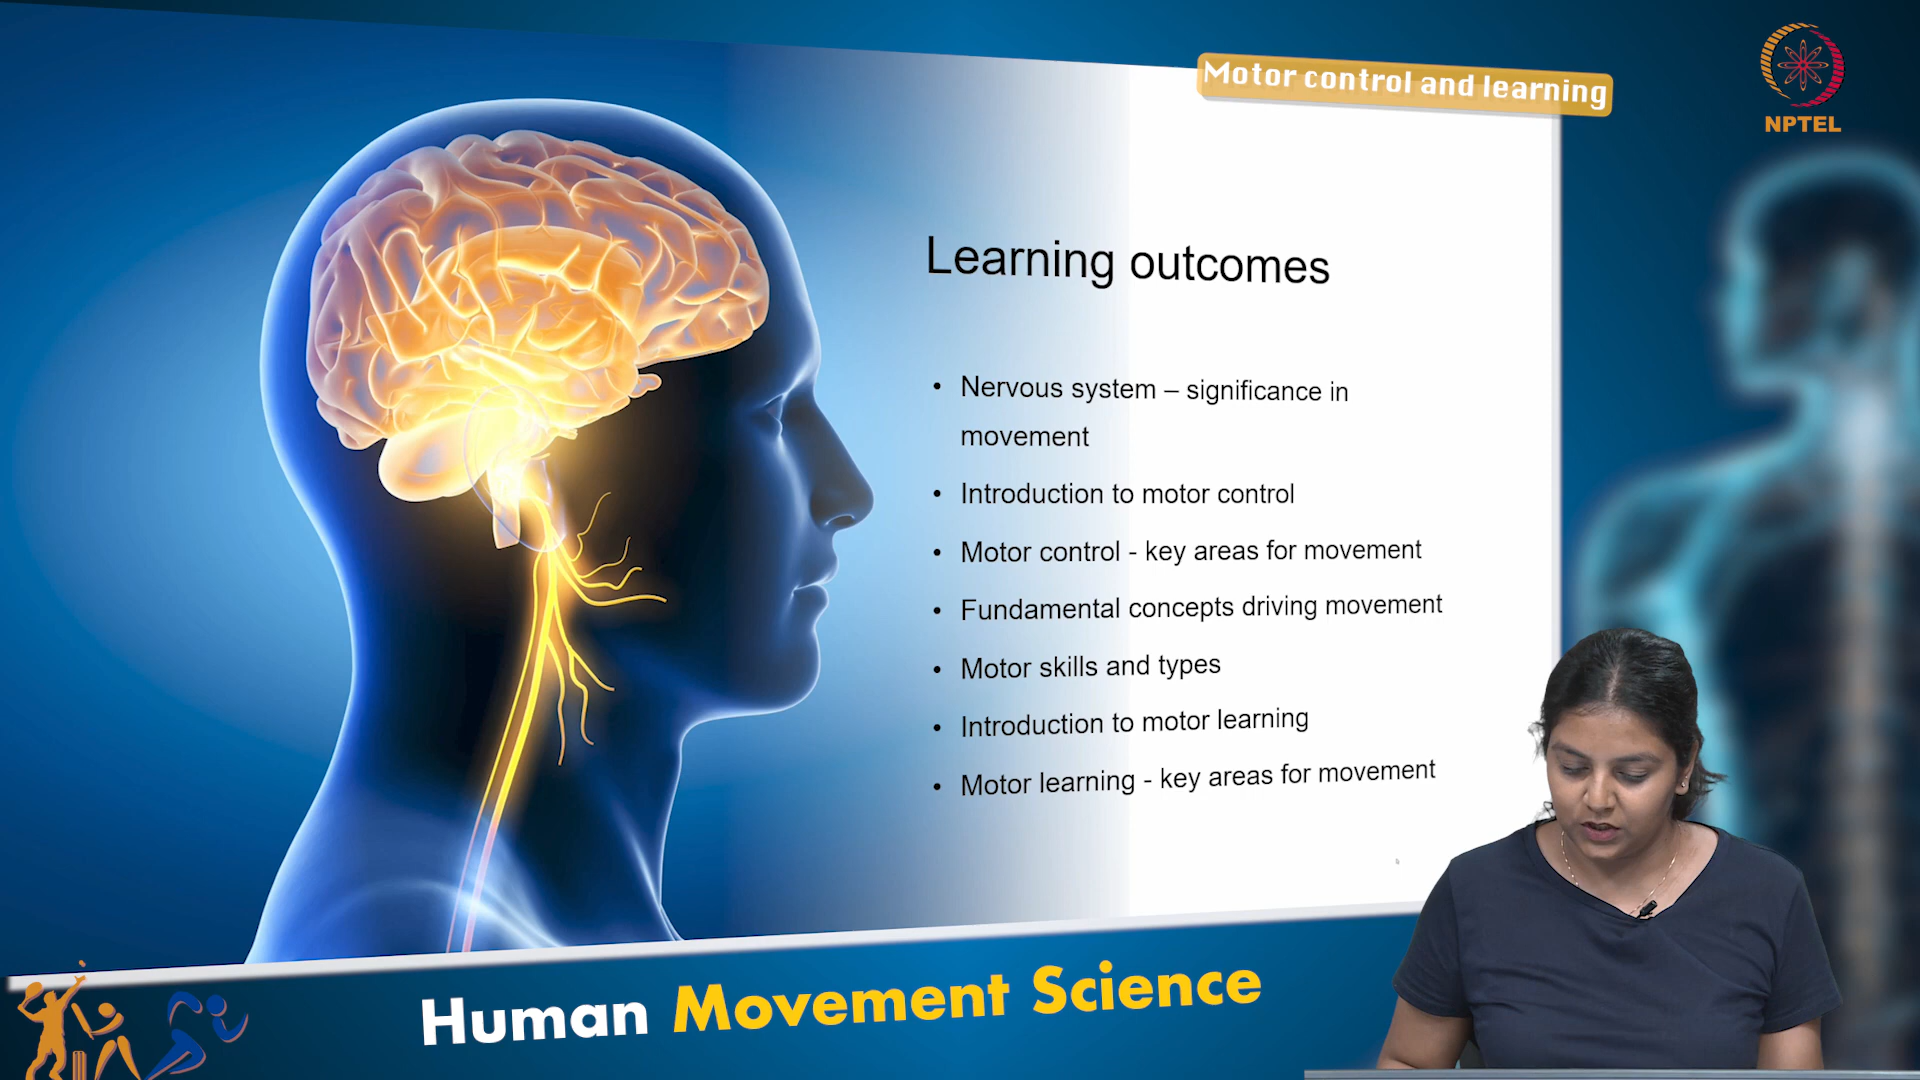 Motor control and learning
NPTEL
Learning outcomes
• Nervous system – significance in
movement
• Introduction to motor control
• Motor control - key areas for movement
• Fundamental concepts driving movement
• Motor skills and types
• Introduction to motor learning
• Motor learning - key areas for movement
Human Movement Science